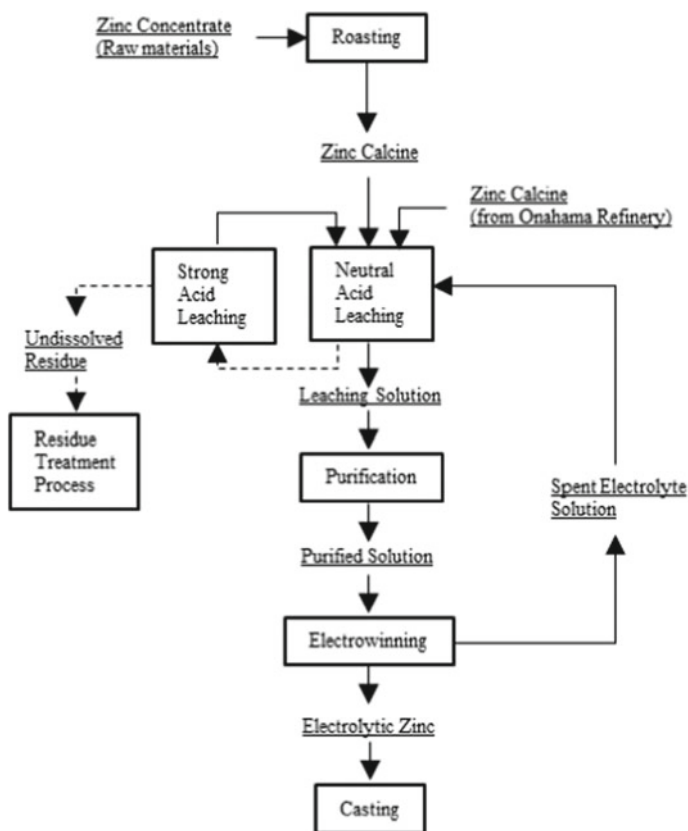 Zinc Concentrate
(Raw materials)
Roasting
Zinc Calcine
Zinc Calcine
(from Onahama Refinery)
Strong
Acid
Leaching
Neutral
Acid
Leaching
Undissolved
Residue
Leaching Solution
Residue
Treatment
Process
Purification
Spent Electrolyte
Solution
Purified Solution
Electrowinning
Electrolytic Zinc
Casting